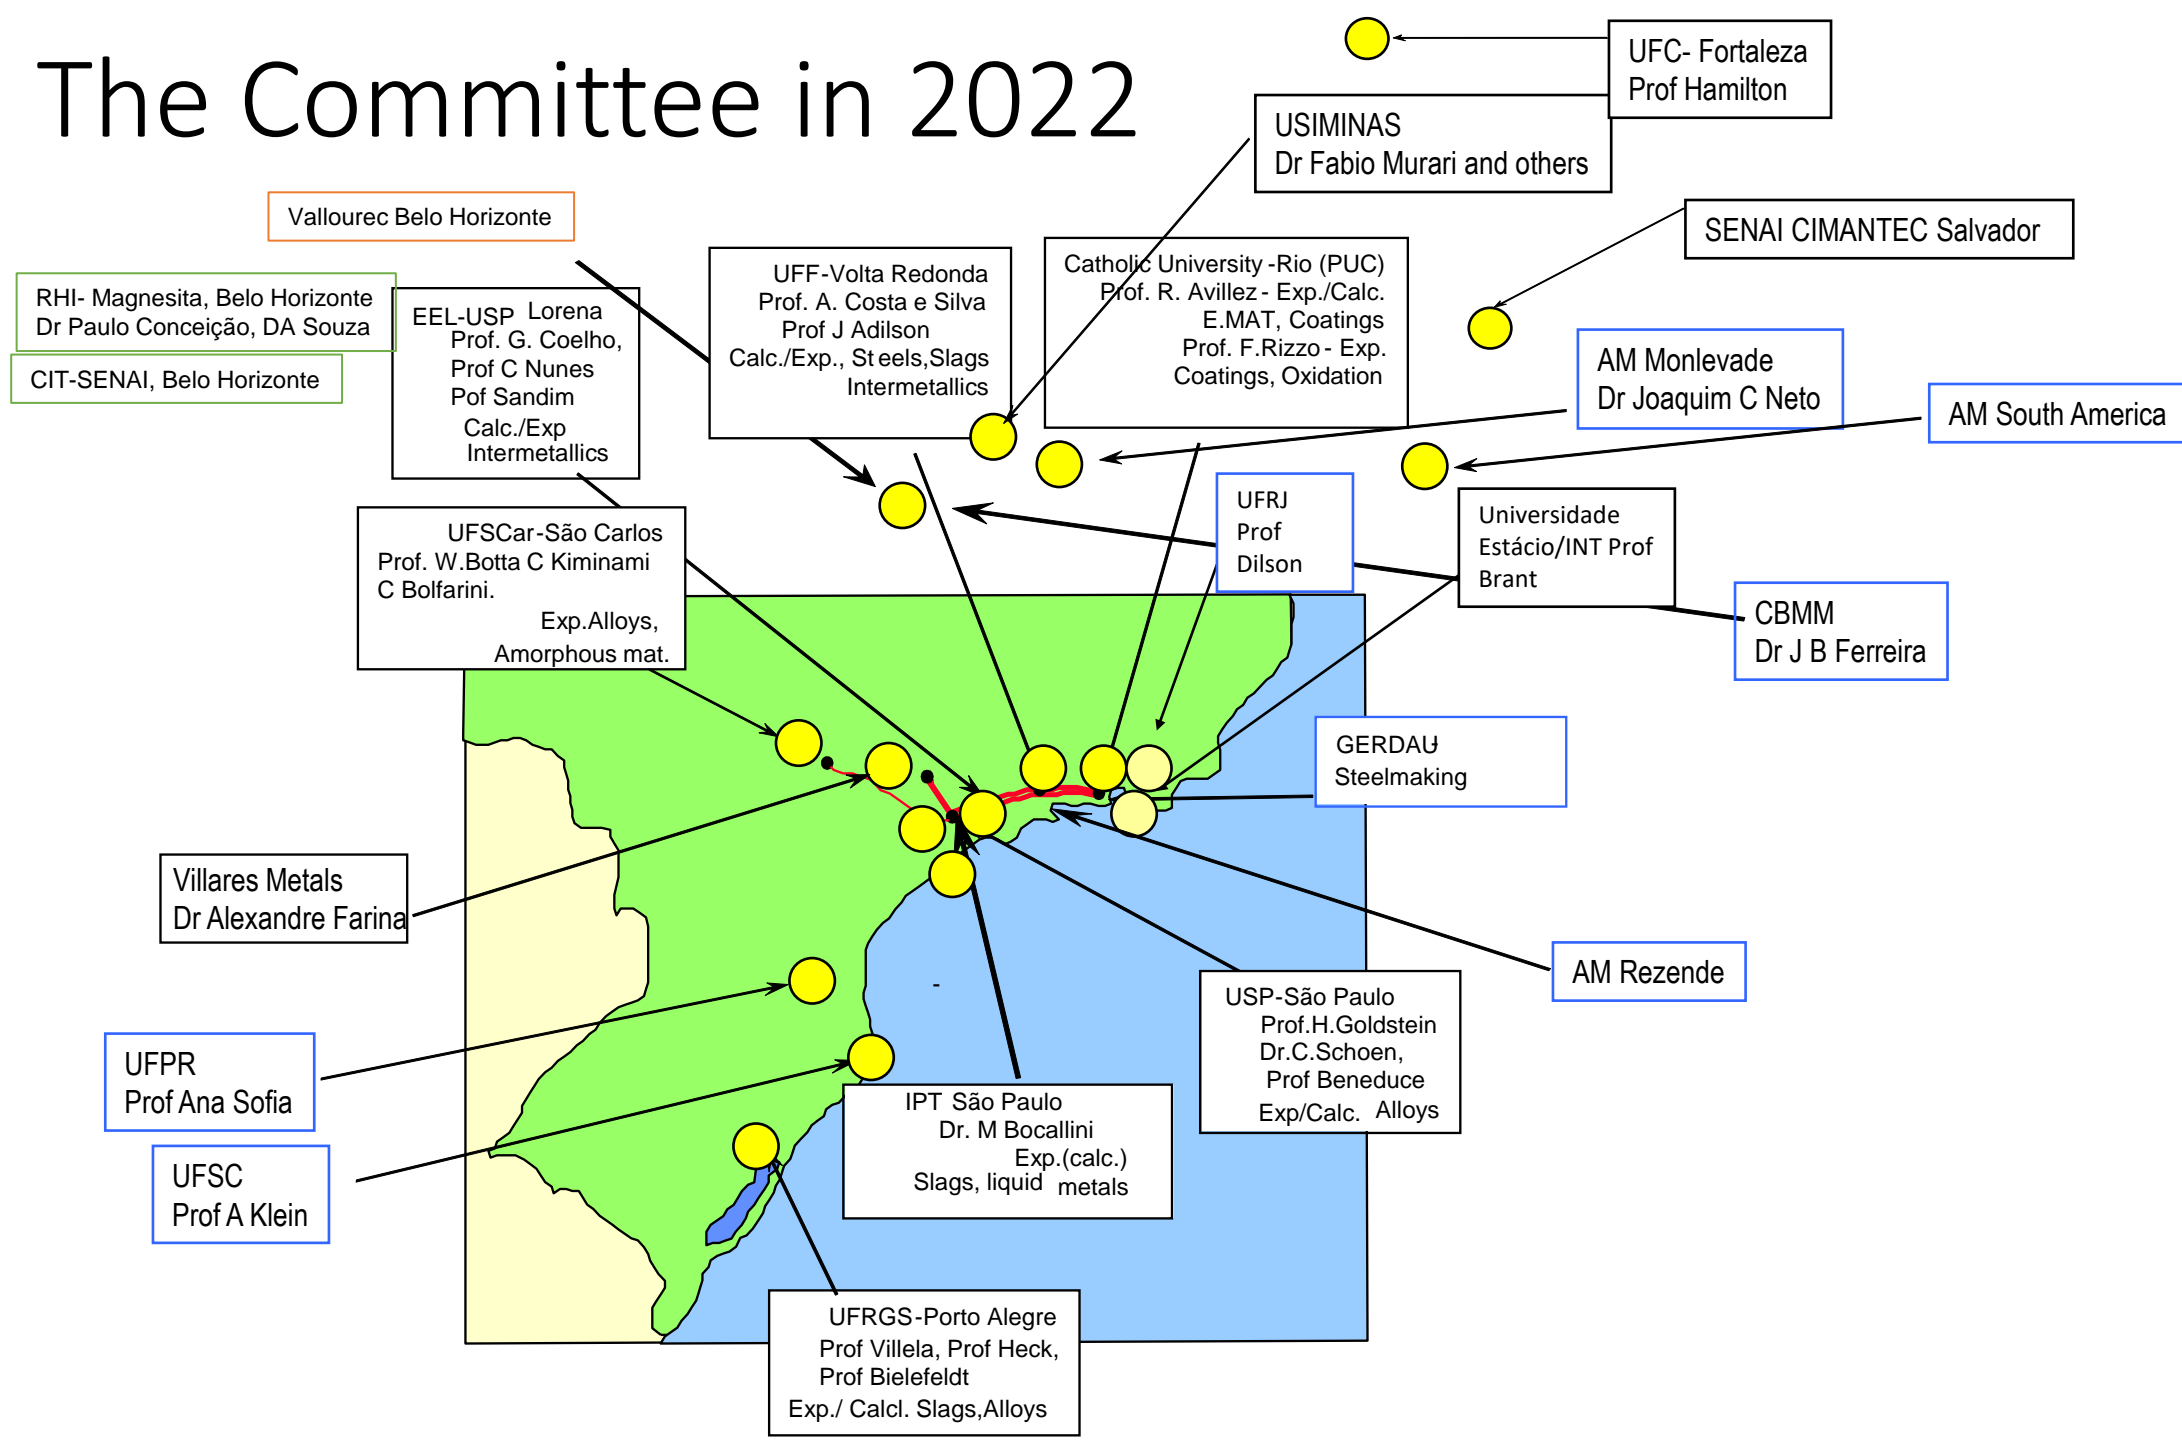 The Committee in 2022
UFC- Fortaleza
Prof Hamilton
USIMINAS
Dr Fabio Murari and others
Vallourec Belo Horizonte
SENAI CIMANTEC Salvador
RHI- Magnesita, Belo Horizonte
Dr Paulo Conceição, DA Souza
CIT-SENAI, Belo Horizonte
EEL-USP Lorena
Prof. G. Coelho,
Prof C Nunes
Pof Sandim
Calc./Exp
Intermetallics
UFF-Volta Redonda
Prof. A. Costa e Silva
Prof J Adilson
Calc./Exp., Steels,Slags
Intermetallics
Catholic University -Rio (PUC)
Prof. R. Avillez - Exp./Calc.
E.MAT, Coatings
Prof. F.Rizzo - Exp.
Coatings, Oxidation
AM Monlevade
Dr Joaquim C Neto
AM South America
UFSCar-São Carlos
Prof. W.Botta C Kiminami
C Bolfarini.
Exp.Alloys,
Amorphous mat.
UFRJ
Prof
Dilson
Universidade
Estácio/INT Prof
Brant
CBMM
Dr J B Ferreira
GERDAU-
Steelmaking
Villares Metals
Dr Alexandre Farina
AM Rezende
-
USP-São Paulo
Prof.H.Goldstein
Dr.C.Schoen,
Prof Beneduce
Exp/Calc. Alloys
UFPR
Prof Ana Sofia
IPT São Paulo
Dr. M Bocallini
Exp.(calc.)
Slags, liquid metals
UFSC
Prof A Klein
UFRGS-Porto Alegre
Prof Villela, Prof Heck,
Prof Bielefeldt
Exp./ Calcl. Slags,Alloys